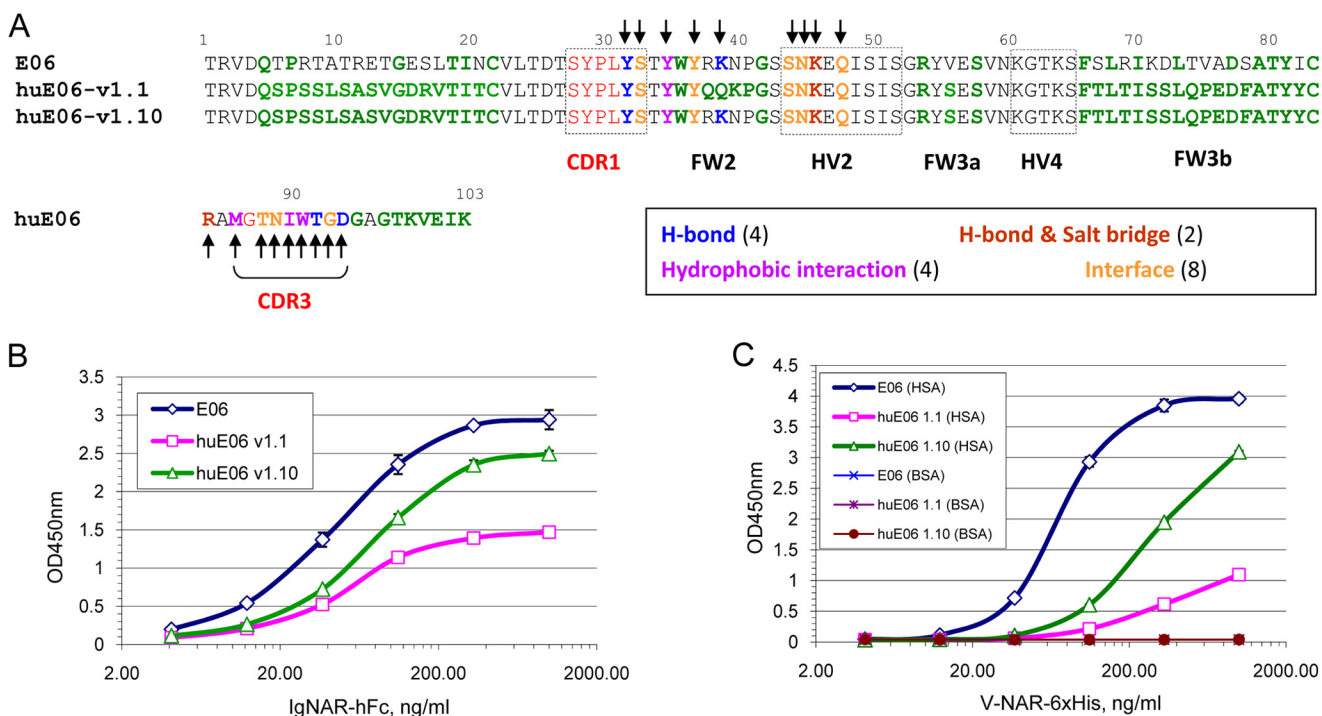 A
1 10 20 30 40 50 60 70 80
E06 TRVDQTPRTATRETGESLTINCVLTDTSYPLYSTYWYRKNPGSSNKEQISISGRYVESVNKGTKSFSLRIKDLTVADSATYIC
huE06-v1.1 TRVDQSPSSLSASVGDRVTITCVLTDTSYPLYSTYWYQQKPGSSNKEQISISGRYSESVNKGTKSFTLTISSLQPEDFATYYC
huE06-v1.10 TRVDQSPSSLSASVGDRVTITCVLTDTSYPLYSTYWYRKNPGSSNKEQISISGRYSESVNKGTKSFTLTISSLQPEDFATYYC
CDR1 FW2 HV2 FW3a HV4 FW3b
90 103
huE06 RAMGTNIWTGDGAGTKVEIK
CDR3
H-bond (4) H-bond & Salt bridge (2)
Hydrophobic interaction (4) Interface (8)
B
OD450nm
3.5
3
2.5
2
1.5
1
0.5
0
E06
huE06 v1.1
huE06 v1.10
2.00 20.00 200.00 2000.00
IgNAR-hFc, ng/ml
C
OD450nm
4.5
4
3.5
3
2.5
2
1.5
1
0.5
0
E06 (HSA)
huE06 1.1 (HSA)
huE06 1.10 (HSA)
E06 (BSA)
huE06 1.1 (BSA)
huE06 1.10 (BSA)
2.00 20.00 200.00 2000.00
V-NAR-6xHis, ng/ml